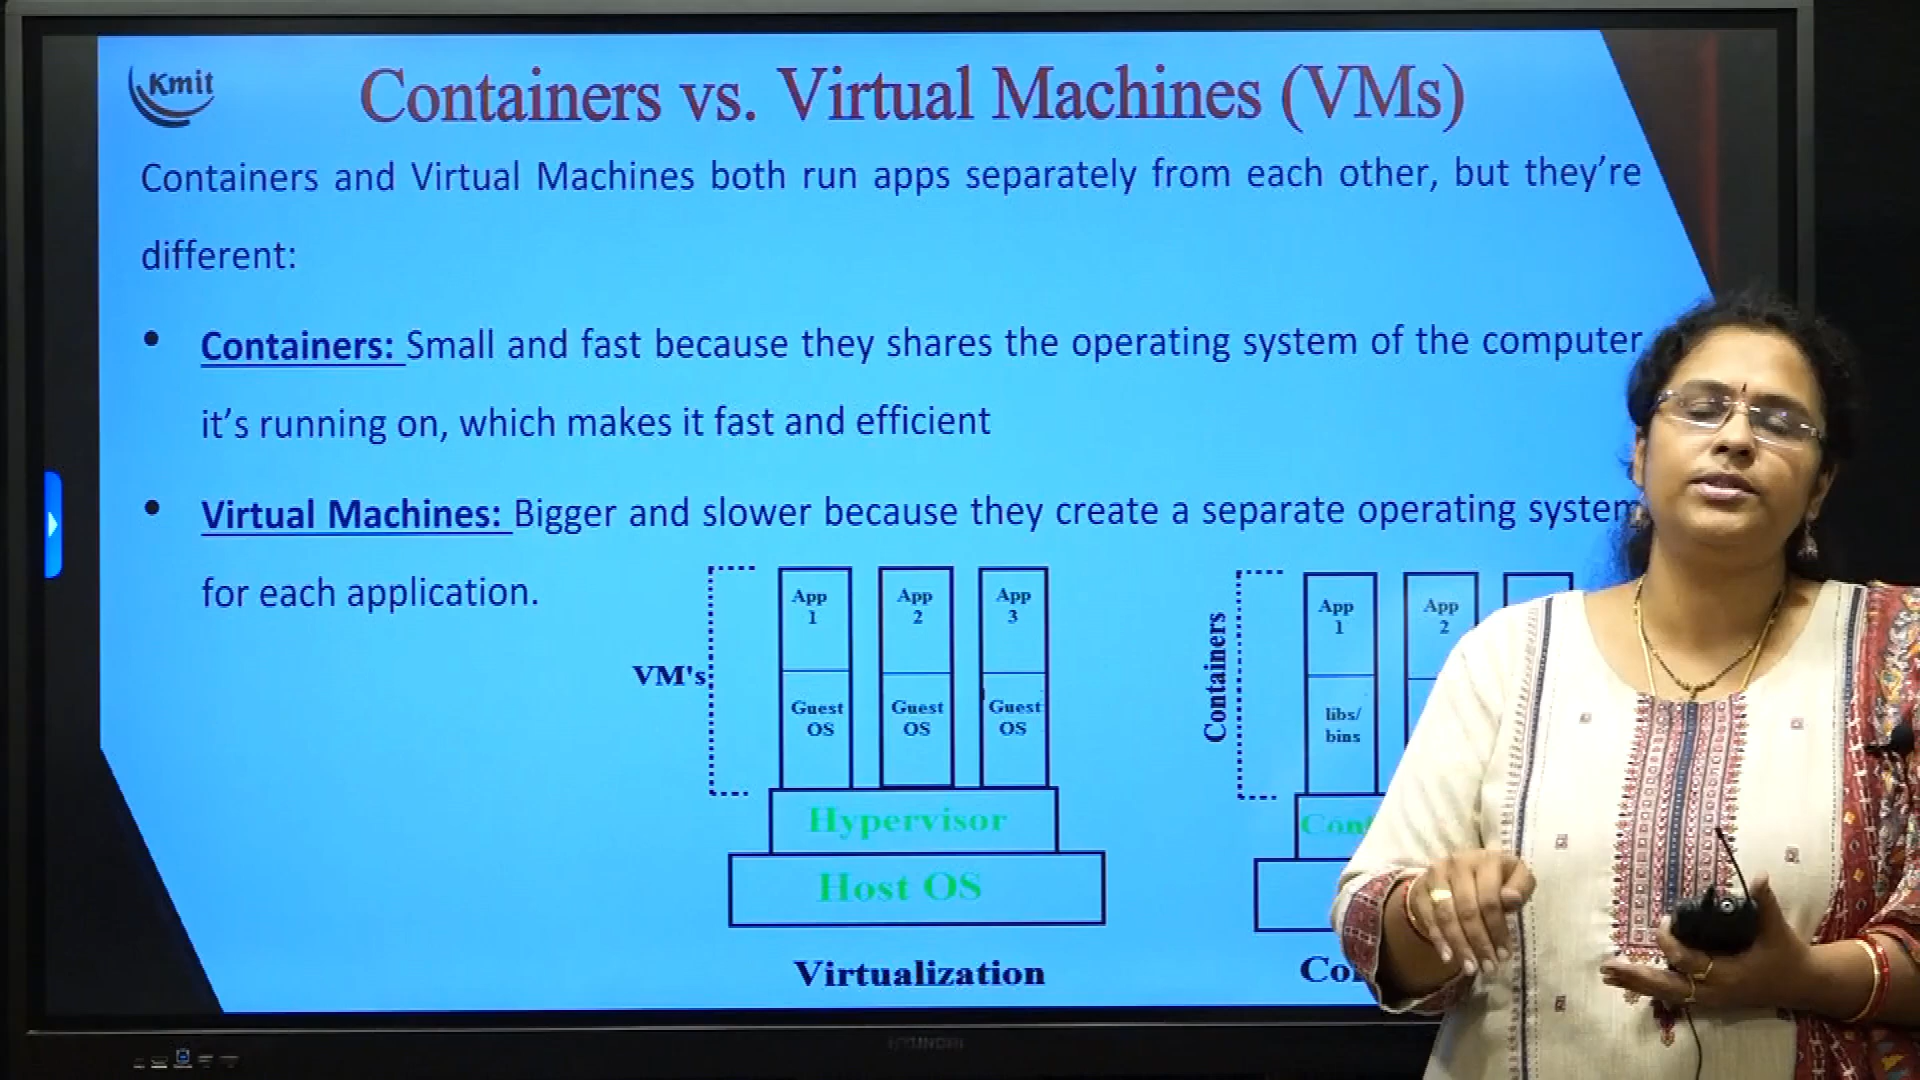 Kmit
Containers vs. Virtual Machines (VMs)
Containers and Virtual Machines both run apps separately from each other, but they're
different:
• Containers: Small and fast because they shares the operating system of the computer
it's running on, which makes it fast and efficient
• Virtual Machines: Bigger and slower because they create a separate operating system
for each application.
VM's
App
1
App
2
App
3
Guest
OS
Guest
OS
Guest
OS
Hypervisor
Host OS
Virtualization
Containers
App
1
App
2
libs/
bins
HYUNDAI